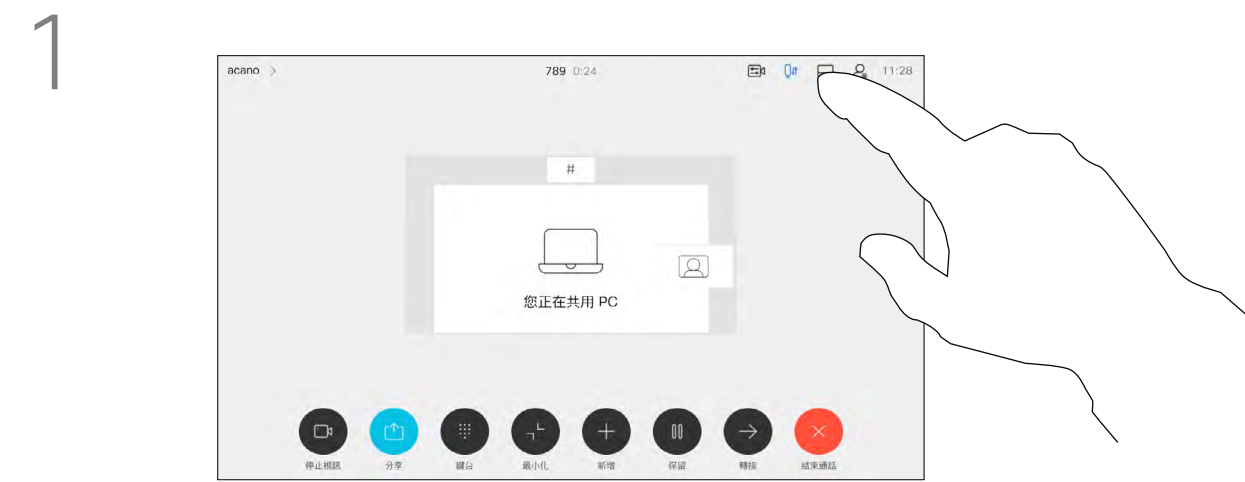 1
acano >
789 0:24
11:28
#
您正在共用 PC
停止視訊
分享
鍵台
最小化
新增
保留
轉接
結束通話